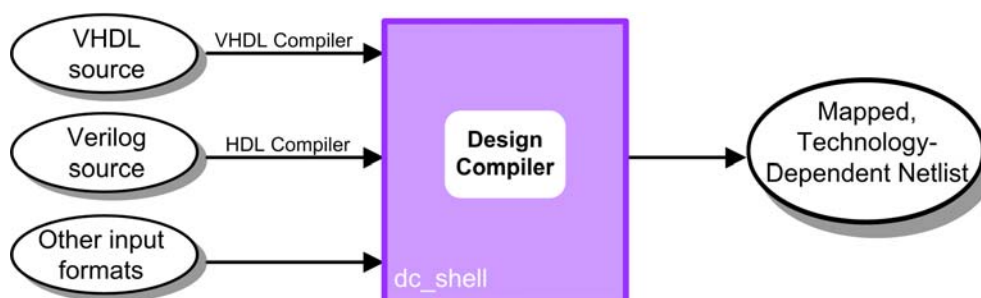 VHDL
source
VHDL Compiler
Verilog
source
HDL Compiler
Other input
formats
Design
Compiler
dc_shell
Mapped,
Technology-
Dependent Netlist